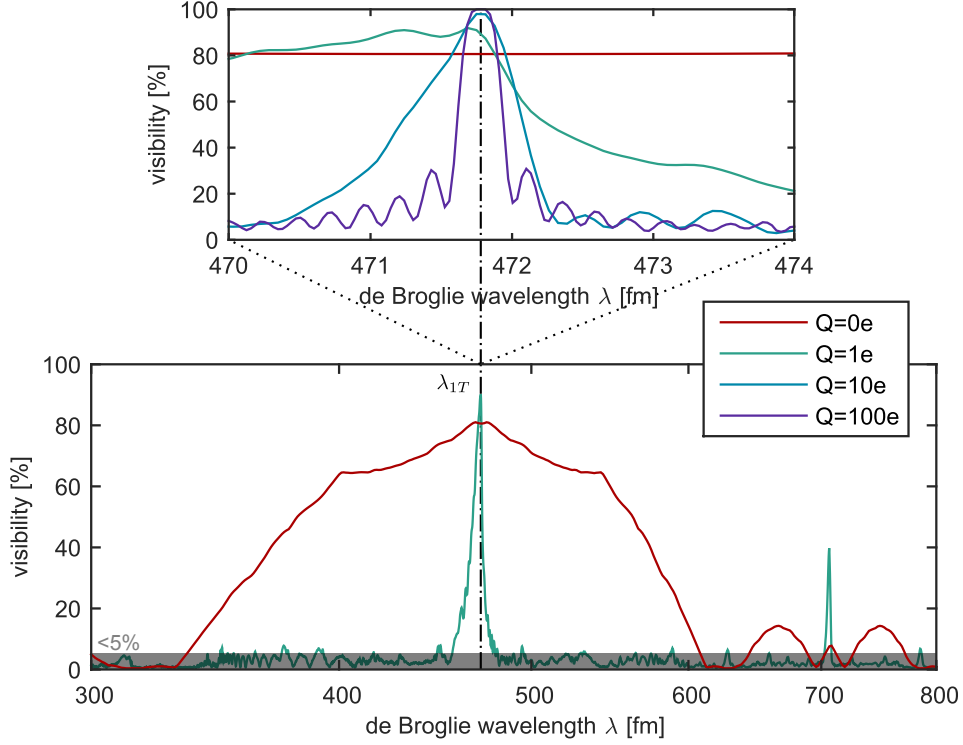 100
80
60
40
20
0
visibility [%]
470 471 472 473 474
de Broglie wavelength λ [fm]
Q=0e
Q=1e
Q=10e
Q=100e
100
80
60
40
20
0
visibility [%]
λ1T
<5%
300 400 500 600 700 800
de Broglie wavelength λ [fm]